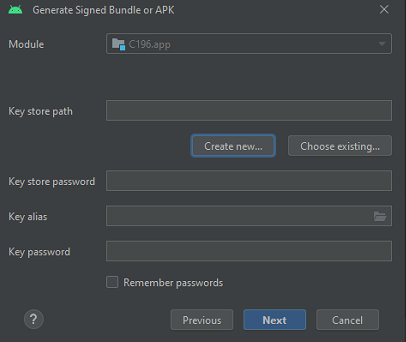 Generate Signed Bundle or APK
Module
C196.app
Key store path
Create new... Choose existing...
Key store password
Key alias
Key password
Remember passwords
? Previous Next Cancel